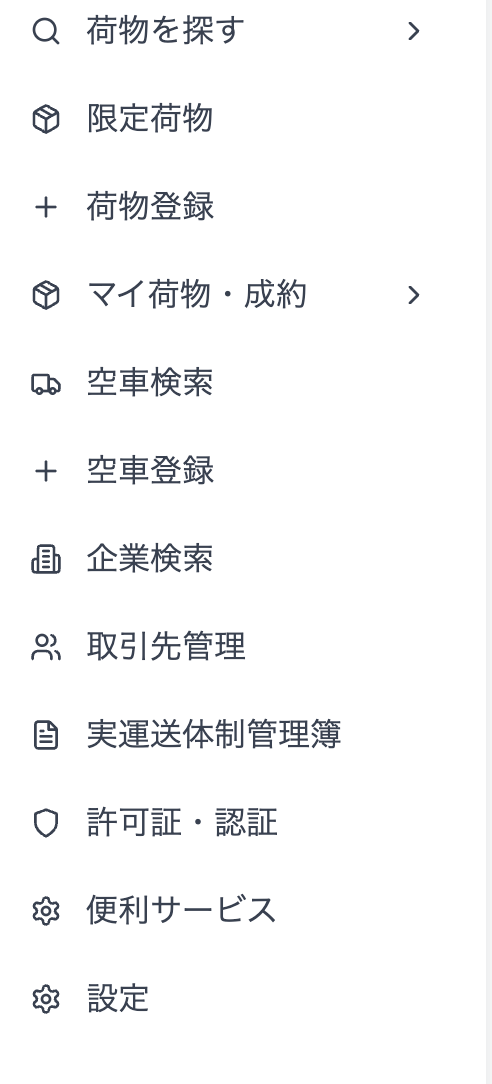 荷物を探す
限定荷物
荷物登録
マイ荷物・成約
空車検索
空車登録
企業検索
取引先管理
実運送体制管理簿
許可証・認証
便利サービス
設定